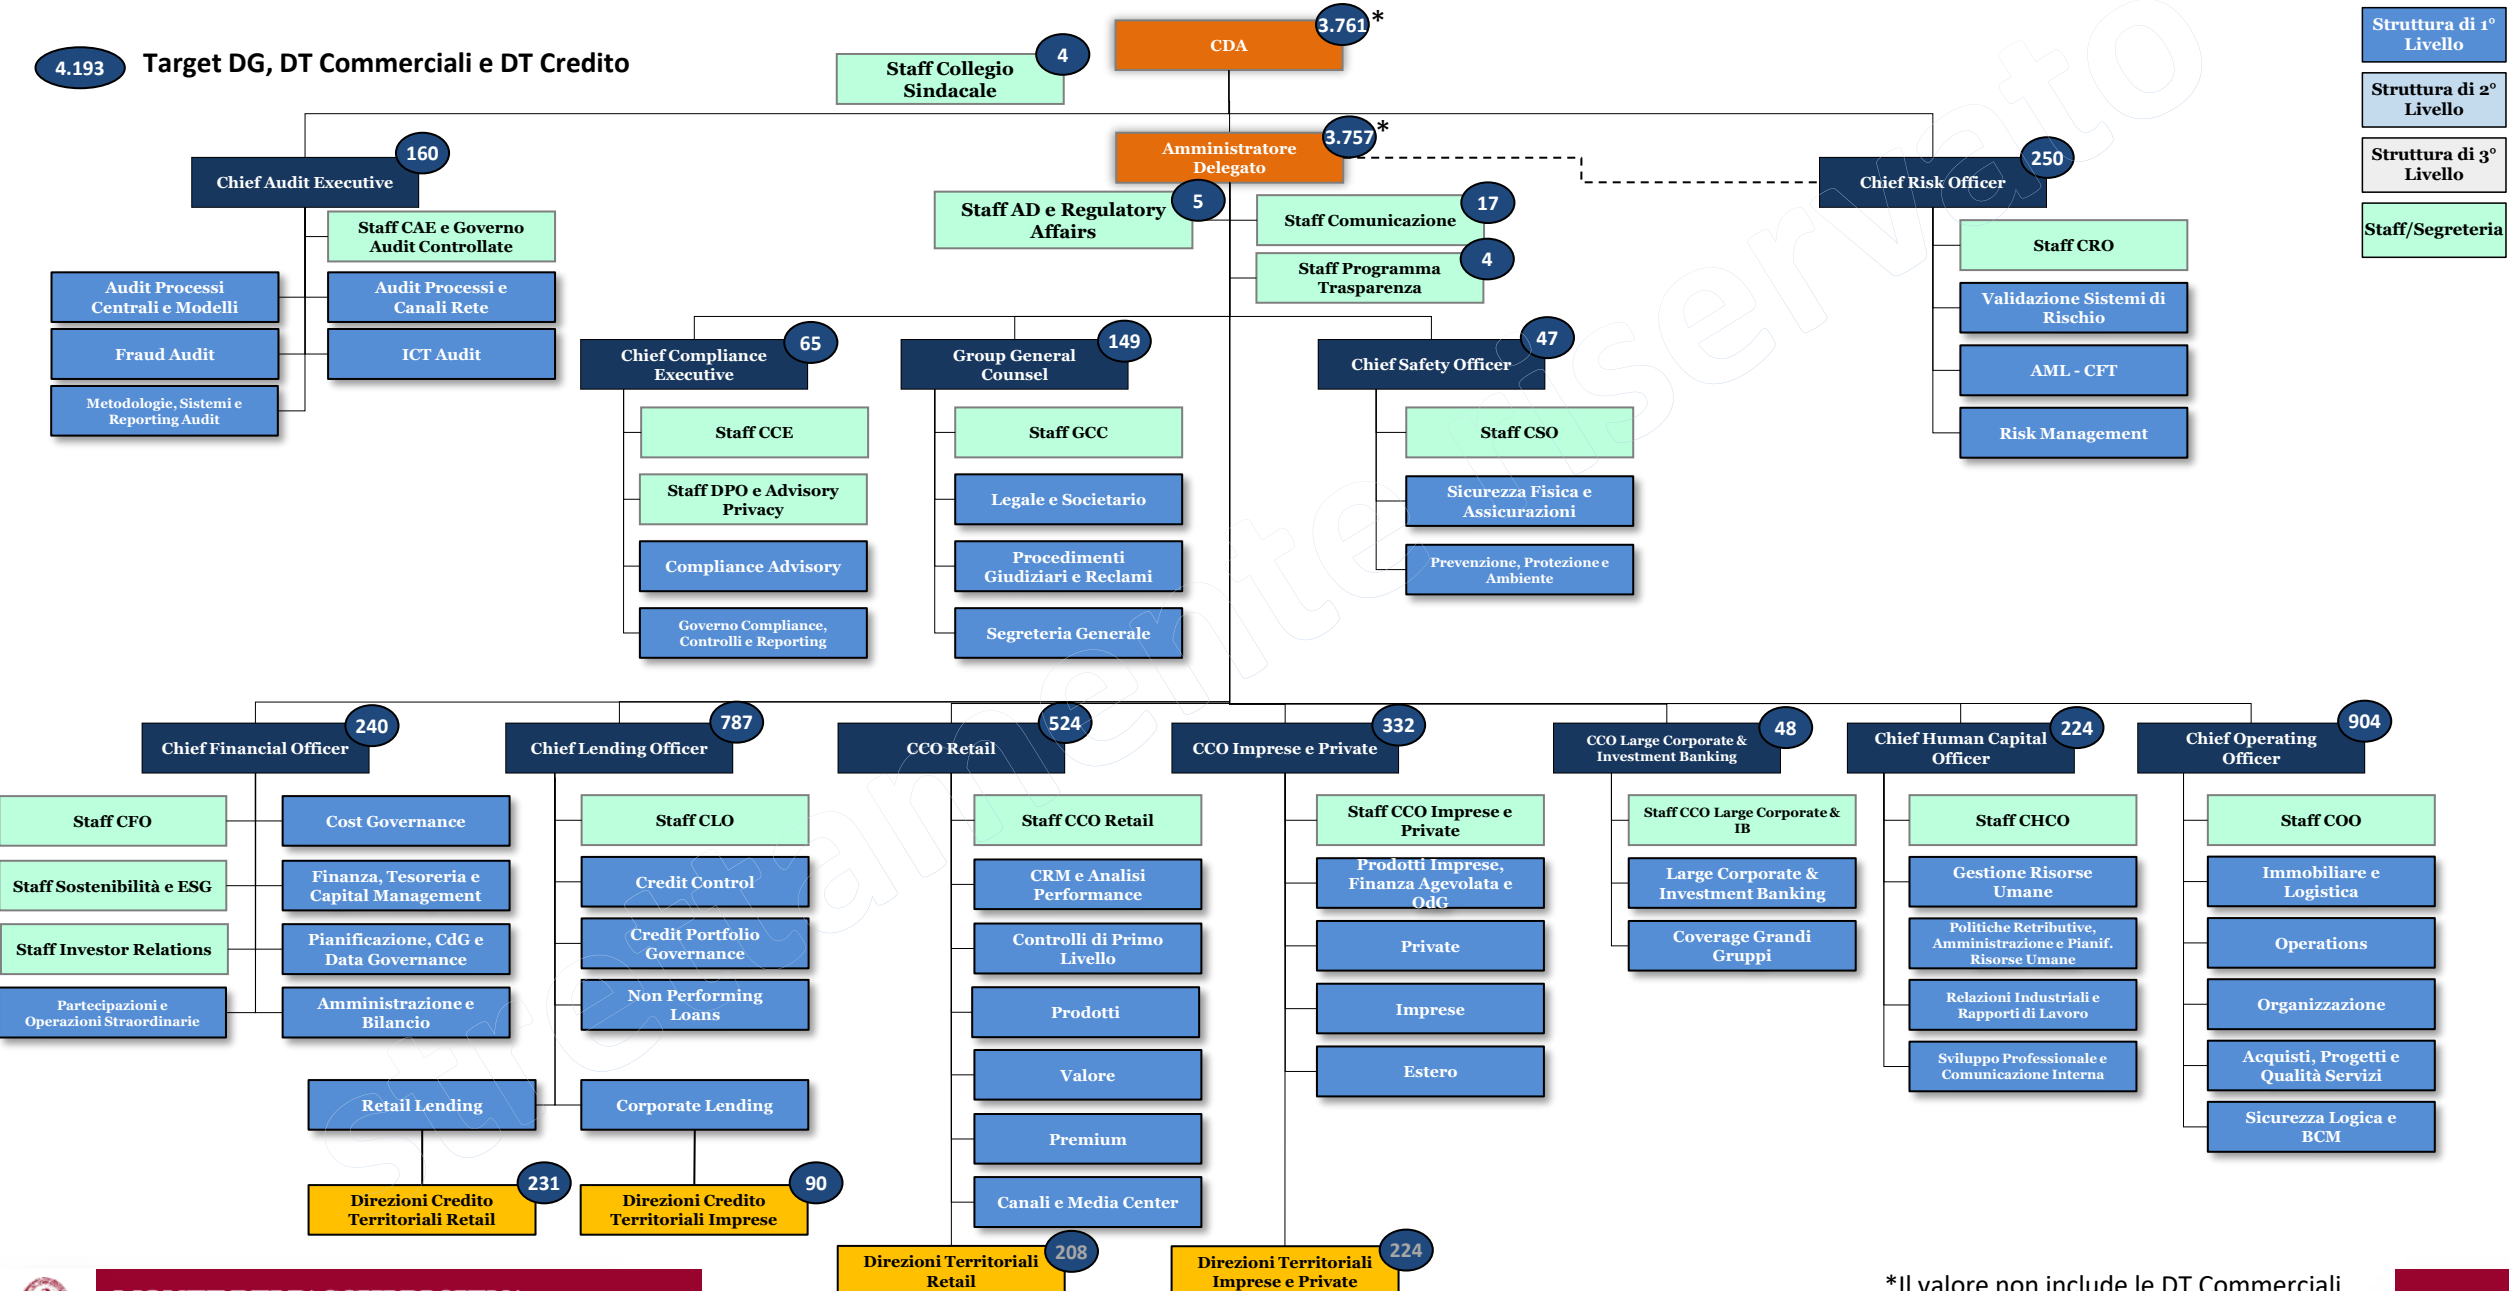 4.193
Target DG, DT Commerciali e DT Credito
Staff Collegio
Sindacale
4
CDA
3.761*
Struttura di 1°
Livello
Struttura di 2°
Livello
Struttura di 3°
Livello
Staff/Segreteria
Amministratore
Delegato
3.757*
Staff AD e Regulatory
Affairs
5
Staff Comunicazione
17
Staff Programma
Trasparenza
4
Chief Audit Executive
160
Staff CAE e Governo
Audit Controllate
Audit Processi
Centrali e Modelli
Audit Processi e
Canali Rete
Fraud Audit
ICT Audit
Metodologie, Sistemi e
Reporting Audit
Chief Risk Officer
250
Staff CRO
Validazione Sistemi di
Rischio
AML - CFT
Risk Management
Chief Compliance
Executive
65
Staff CCE
Staff DPO e Advisory
Privacy
Compliance Advisory
Governo Compliance,
Controlli e Reporting
Group General
Counsel
149
Staff GCC
Legale e Societario
Procedimenti
Giudiziari e Reclami
Segreteria Generale
Chief Safety Officer
47
Staff CSO
Sicurezza Fisica e
Assicurazioni
Prevenzione, Protezione e
Ambiente
Chief Financial Officer
240
Staff CFO
Cost Governance
Staff Sostenibilità e ESG
Finanza, Tesoreria e
Capital Management
Staff Investor Relations
Pianificazione, CdG e
Data Governance
Partecipazioni e
Operazioni Straordinarie
Amministrazione e
Bilancio
Chief Lending Officer
787
Staff CLO
Credit Control
Credit Portfolio
Governance
Non Performing
Loans
Retail Lending
Corporate Lending
Direzioni Credito
Territoriali Retail
231
Direzioni Credito
Territoriali Imprese
90
CCO Retail
524
Staff CCO Retail
CRM e Analisi
Performance
Controlli di Primo
Livello
Prodotti
Valore
Premium
Canali e Media Center
Direzioni Territoriali
Retail
208
CCO Imprese e Private
332
Staff CCO Imprese e
Private
Prodotti Imprese,
Finanza Agevolata e
OdG
Private
Imprese
Estero
Direzioni Territoriali
Imprese e Private
224
CCO Large Corporate &
Investment Banking
48
Staff CCO Large Corporate &
IB
Large Corporate &
Investment Banking
Coverage Grandi
Gruppi
Chief Human Capital
Officer
224
Staff CHCO
Gestione Risorse
Umane
Politiche Retributive,
Amministrazione e Pianif.
Risorse Umane
Relazioni Industriali e
Rapporti di Lavoro
Sviluppo Professionale e
Comunicazione Interna
Chief Operating
Officer
904
Staff COO
Immobiliare e
Logistica
Operations
Organizzazione
Acquisti, Progetti e
Qualità Servizi
Sicurezza Logica e
BCM
*Il valore non include le DT Commerciali
Strettamente riservato